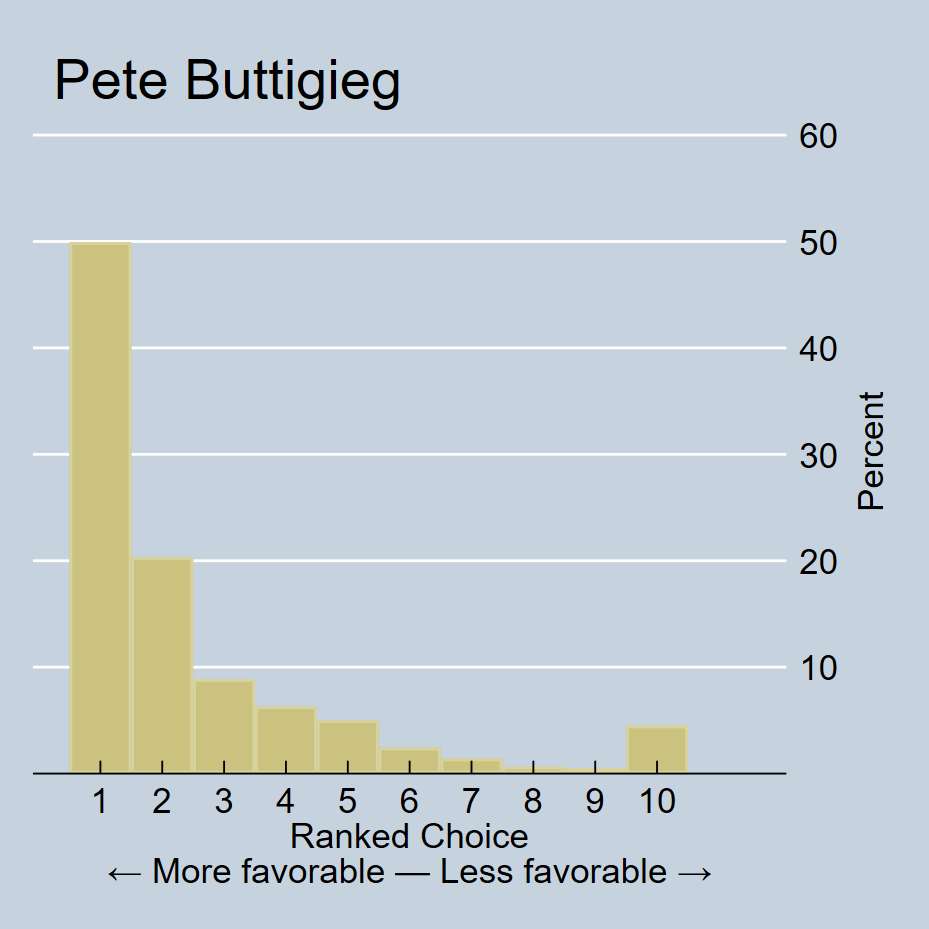 Pete Buttigieg
60
50
40
30
20
10
Percent
1 2 3 4 5 6 7 8 9 10
Ranked Choice
← More favorable — Less favorable →